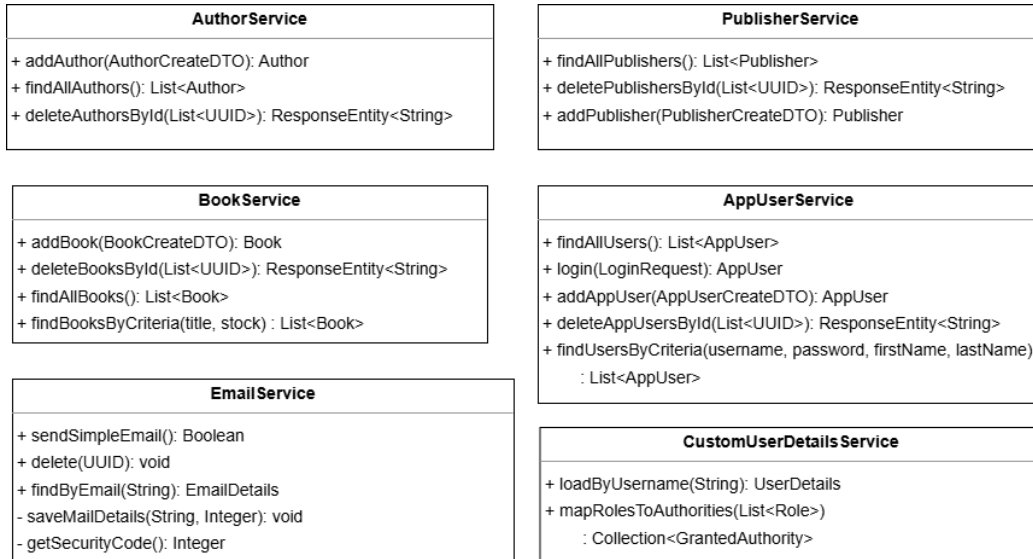 AuthorService
+ addAuthor(AuthorCreateDTO): Author
+ findAllAuthors(): List<Author>
+ deleteAuthorsById(List<UUID>): ResponseEntity<String>
PublisherService
+ findAllPublishers(): List<Publisher>
+ deletePublishersById(List<UUID>): ResponseEntity<String>
+ addPublisher(PublisherCreateDTO): Publisher
BookService
+ addBook(BookCreateDTO): Book
+ deleteBooksById(List<UUID>): ResponseEntity<String>
+ findAllBooks(): List<Book>
+ findBooksByCriteria(title, stock) : List<Book>
AppUserService
+ findAllUsers(): List<AppUser>
+ login(LoginRequest): AppUser
+ addAppUser(AppUserCreateDTO): AppUser
+ deleteAppUsersById(List<UUID>): ResponseEntity<String>
+ findUsersByCriteria(username, password, firstName, lastName)
: List<AppUser>
EmailService
+ sendSimpleEmail(): Boolean
+ delete(UUID): void
+ findByEmail(String): EmailDetails
- saveMailDetails(String, Integer): void
- getSecurityCode(): Integer
CustomUserDetailsService
+ loadByUsername(String): UserDetails
+ mapRolesToAuthorities(List<Role>)
: Collection<GrantedAuthority>